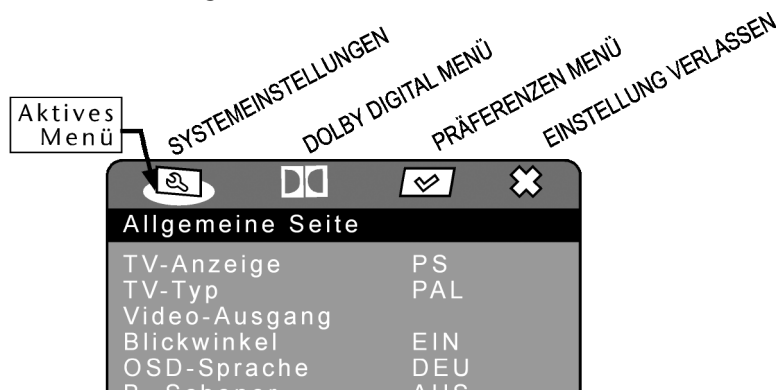 SYSTEMEINSTELLUNGEN
DOLBY DIGITAL MENÜ
PRÄFERENZEN MENÜ
EINSTELLUNG VERLASSEN
Aktives
Menü
Allgemeine Seite
TV-Anzeige PS
TV-Typ PAL
Video-Ausgang
Blickwinkel EIN
OSD-Sprache DEU